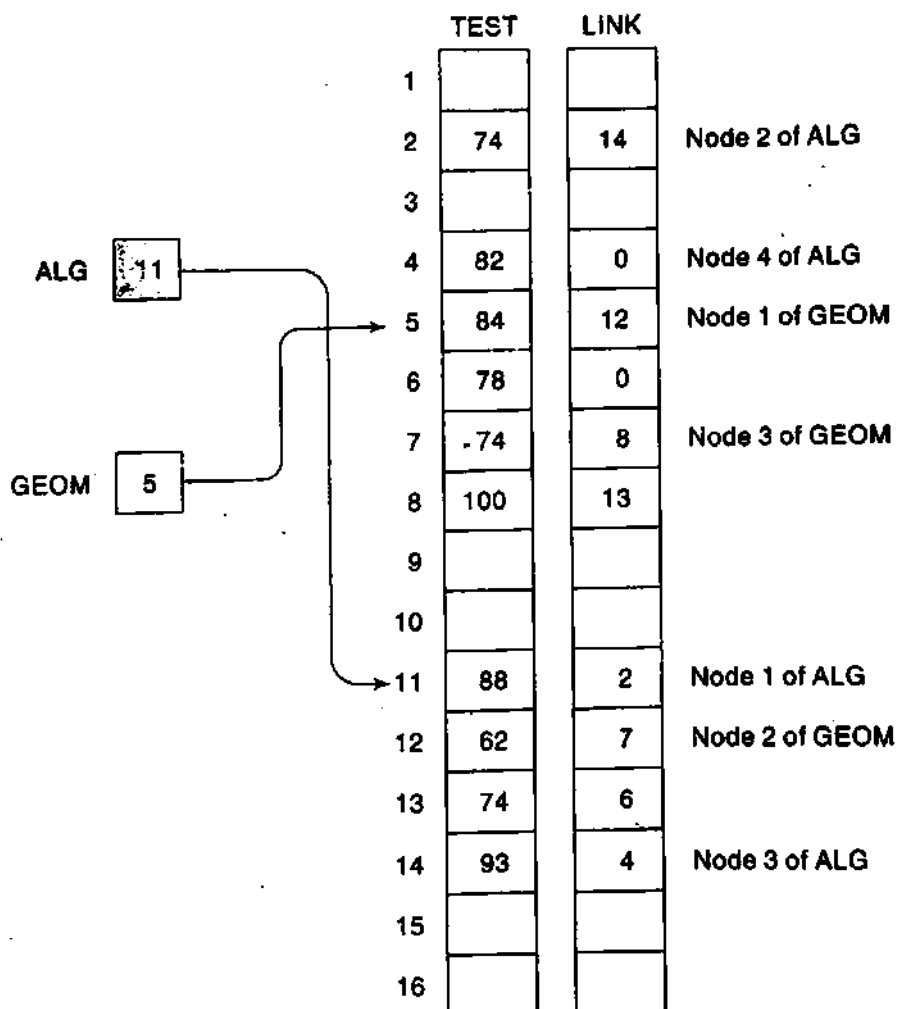 TEST LINK
1
2 74 14 Node 2 of ALG
3
ALG 11
4 82 0 Node 4 of ALG
5 84 12 Node 1 of GEOM
6 78 0
7 74 8 Node 3 of GEOM
GEOM 5
8 100 13
9
10
11 88 2 Node 1 of ALG
12 62 7 Node 2 of GEOM
13 74 6
14 93 4 Node 3 of ALG
15
16